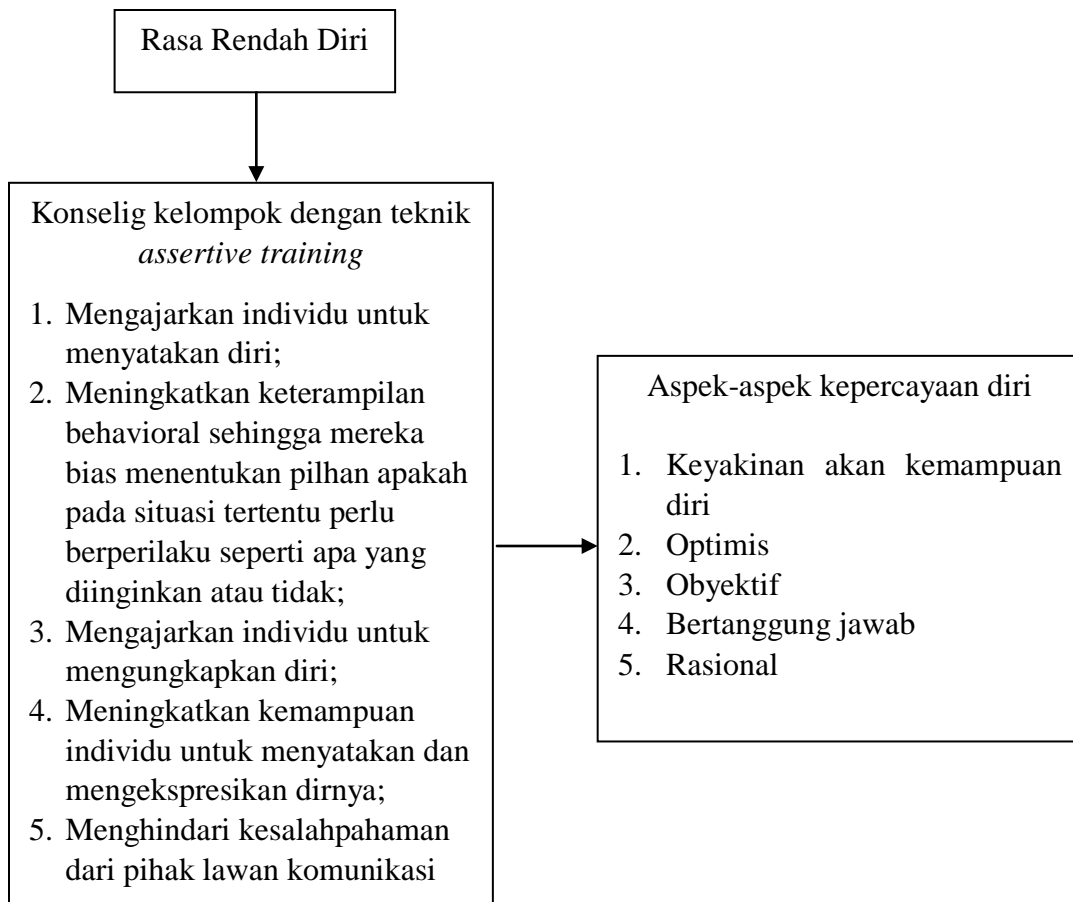 Rasa Rendah Diri
Konselig kelompok dengan teknik
assertive training
1. Mengajarkan individu untuk
menyatakan diri;
2. Meningkatkan keterampilan
behavioral sehingga mereka
bias menentukan pilhan apakah
pada situasi tertentu perlu
berperilaku seperti apa yang
diinginkan atau tidak;
3. Mengajarkan individu untuk
mengungkapkan diri;
4. Meningkatkan kemampuan
individu untuk menyatakan dan
mengekspresikan dirnya;
5. Menghindari kesalahpahaman
dari pihak lawan komunikasi
Aspek-aspek kepercayaan diri
1. Keyakinan akan kemampuan
diri
2. Optimis
3. Obyektif
4. Bertanggung jawab
5. Rasional